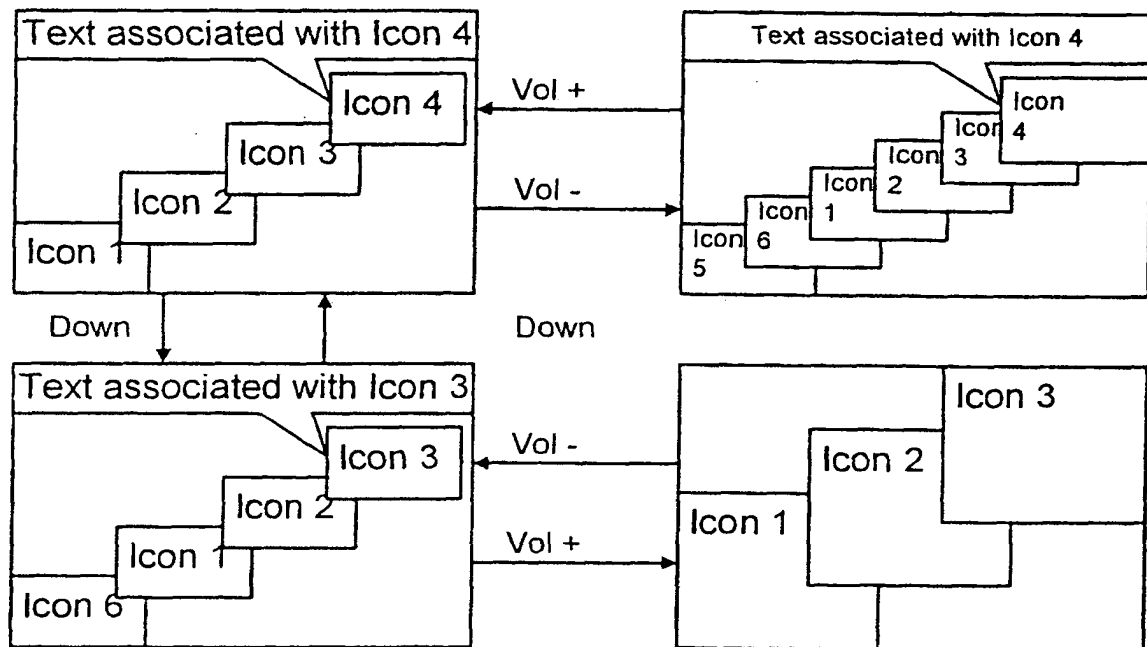 Text associated with Icon 4
Icon 4
Icon 3
Icon 2
Icon 1
Vol +
Vol -
Text associated with Icon 4
Icon
4
Icon
3
Icon
2
Icon
1
Icon
6
Icon
5
Down
Down
Text associated with Icon 3
Icon 3
Icon 2
Icon 1
Icon 6
Vol -
Vol +
Icon 3
Icon 2
Icon 1